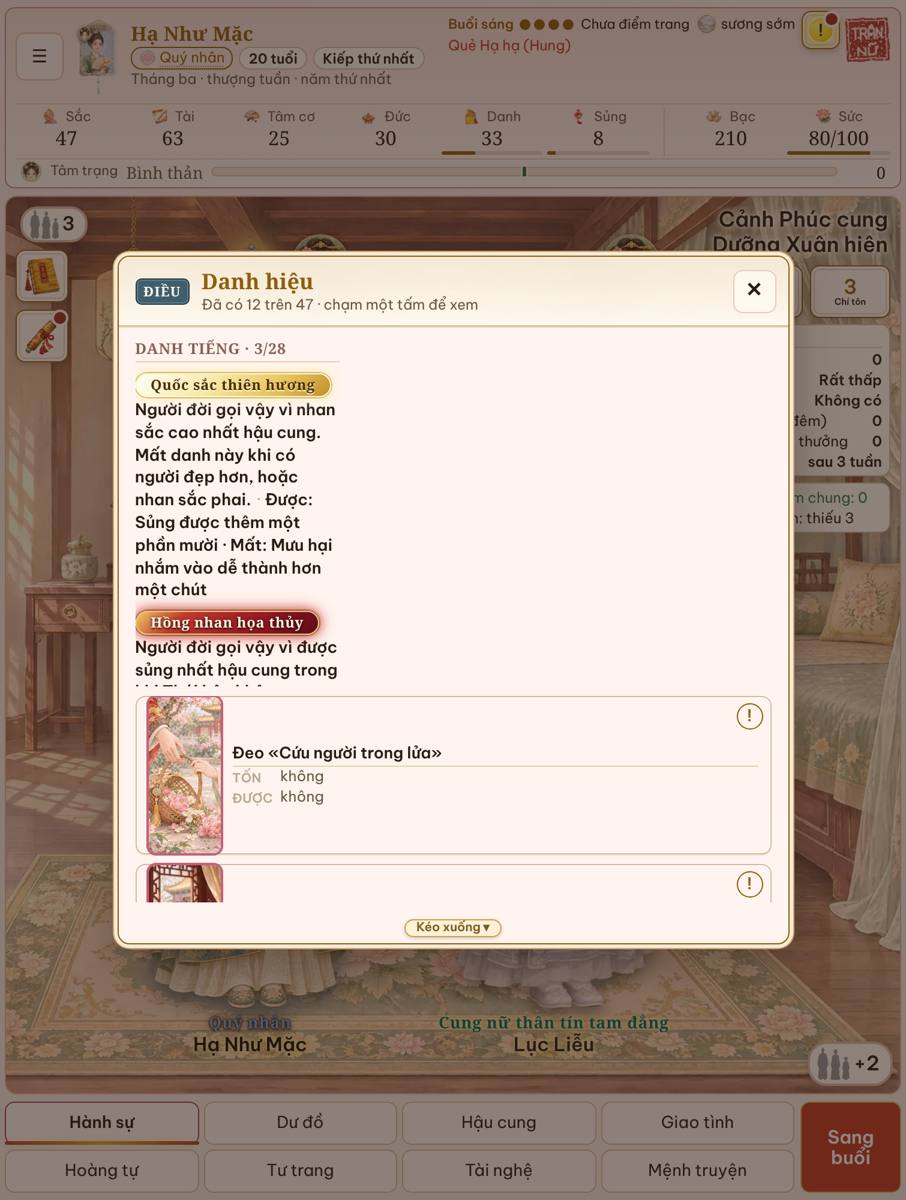 Hạ Như Mặc
Quý nhân
20 tuổi
Kiếp thứ nhất
Tháng ba · thượng tuần · năm thứ nhất
Buổi sáng
Chưa điểm trang
sương sớm
Quẻ Hạ hạ (Hung)
!
TRÂN NỮ
Sắc
47
Tài
63
Tâm cơ
25
Đức
30
Danh
33
Sủng
8
Bạc
210
Sức
80/100
Tâm trạng
Bình thản
0
3
Cảnh Phúc cung
Dưỡng Xuân hiên
3
Chí tôn
0
Rất thấp
Không có
đêm) 0
thưởng 0
sau 3 tuần
m chung: 0
n: thiếu 3
ĐIỀU
Danh hiệu
Đã có 12 trên 47 · chạm một tấm để xem
✕
DANH TIẾNG · 3/28
Quốc sắc thiên hương
Người đời gọi vậy vì nhan
sắc cao nhất hậu cung.
Mất danh này khi có
người đẹp hơn, hoặc
nhan sắc phai. · Được:
Sủng được thêm một
phần mười · Mất: Mưu hại
nhắm vào dễ thành hơn
một chút
Hồng nhan họa thủy
Người đời gọi vậy vì được
sủng nhất hậu cung trong
!
Đeo «Cứu người trong lửa»
TỐN không
ĐƯỢC không
!
Kéo xuống ▾
Quý nhân
Hạ Như Mặc
Cung nữ thân tín tam đẳng
Lục Liễu
+2
Hành sự
Dư đồ
Hậu cung
Giao tình
Sang
buổi
Hoàng tự
Tư trang
Tài nghệ
Mệnh truyện